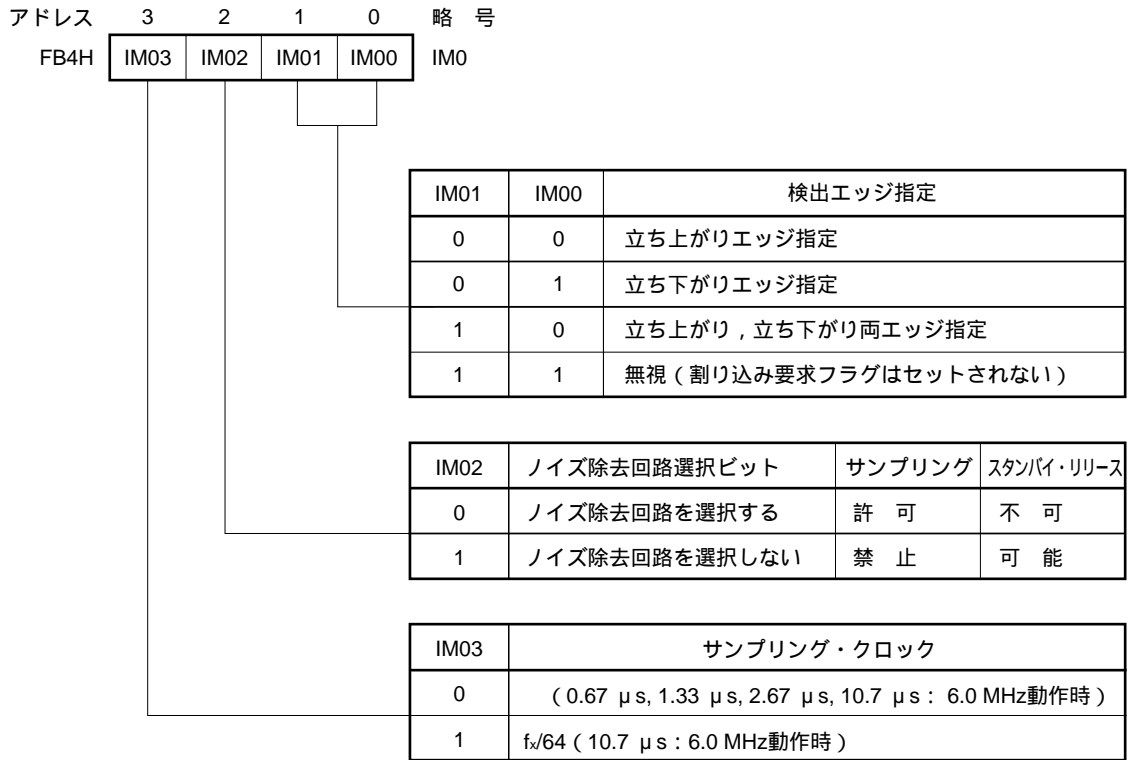 アドレス 3 2 1 0 略 号
FB4H IM03 IM02 IM01 IM00 IM0
IM01 IM00 検出エッジ指定
0 0 立ち上がりエッジ指定
0 1 立ち下がりエッジ指定
1 0 立ち上がり,立ち下がり両エッジ指定
1 1 無視(割り込み要求フラグはセットされない)
IM02 ノイズ除去回路選択ビット サンプリング スタンバイ・リリース
0 ノイズ除去回路を選択する 許 可 不 可
1 ノイズ除去回路を選択しない 禁 止 可 能
IM03 サンプリング・クロック
0 (0.67 μs, 1.33 μs, 2.67 μs, 10.7 μs:6.0 MHz動作時)
1 fx/64(10.7 μs:6.0 MHz動作時)